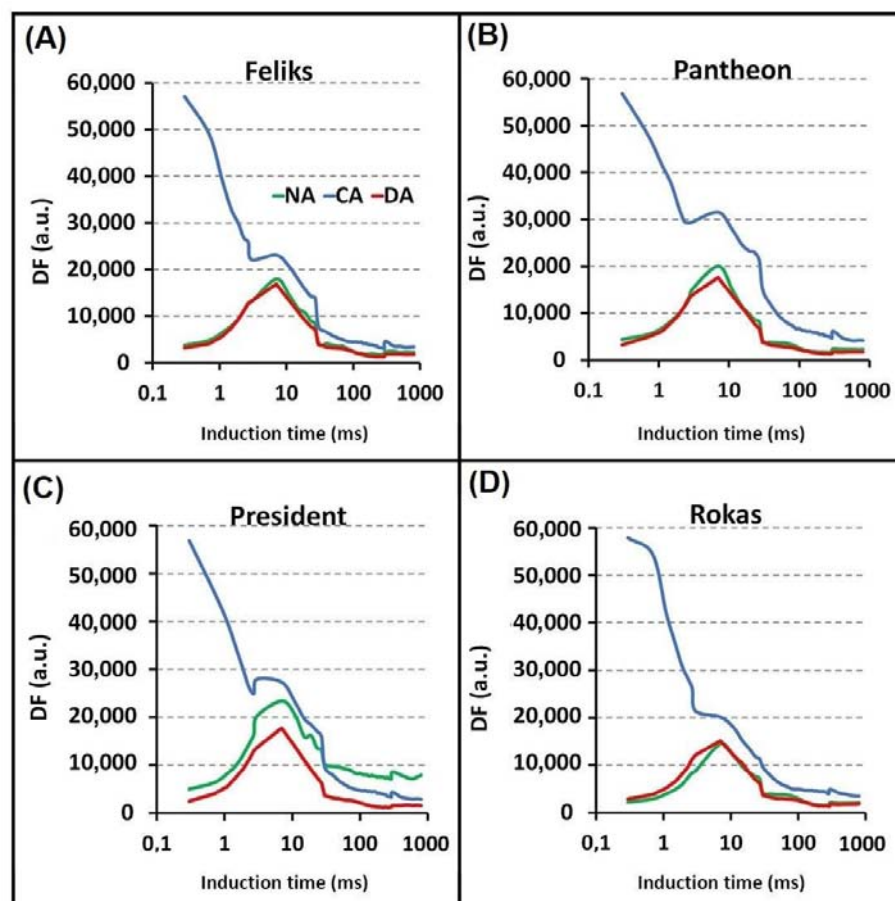 (A)
Feliks
60,000
50,000
40,000
30,000
20,000
10,000
0
DF (a.u.)
NA CA DA
0,1 1 10 100 1000
Induction time (ms)
(B)
Pantheon
60,000
50,000
40,000
30,000
20,000
10,000
0
DF (a.u.)
0,1 1 10 100 1000
Induction time (ms)
(C)
President
60,000
50,000
40,000
30,000
20,000
10,000
0
DF (a.u.)
0,1 1 10 100 1000
Induction time (ms)
(D)
Rokas
60,000
50,000
40,000
30,000
20,000
10,000
0
DF (a.u.)
0,1 1 10 100 1000
Induction time (ms)